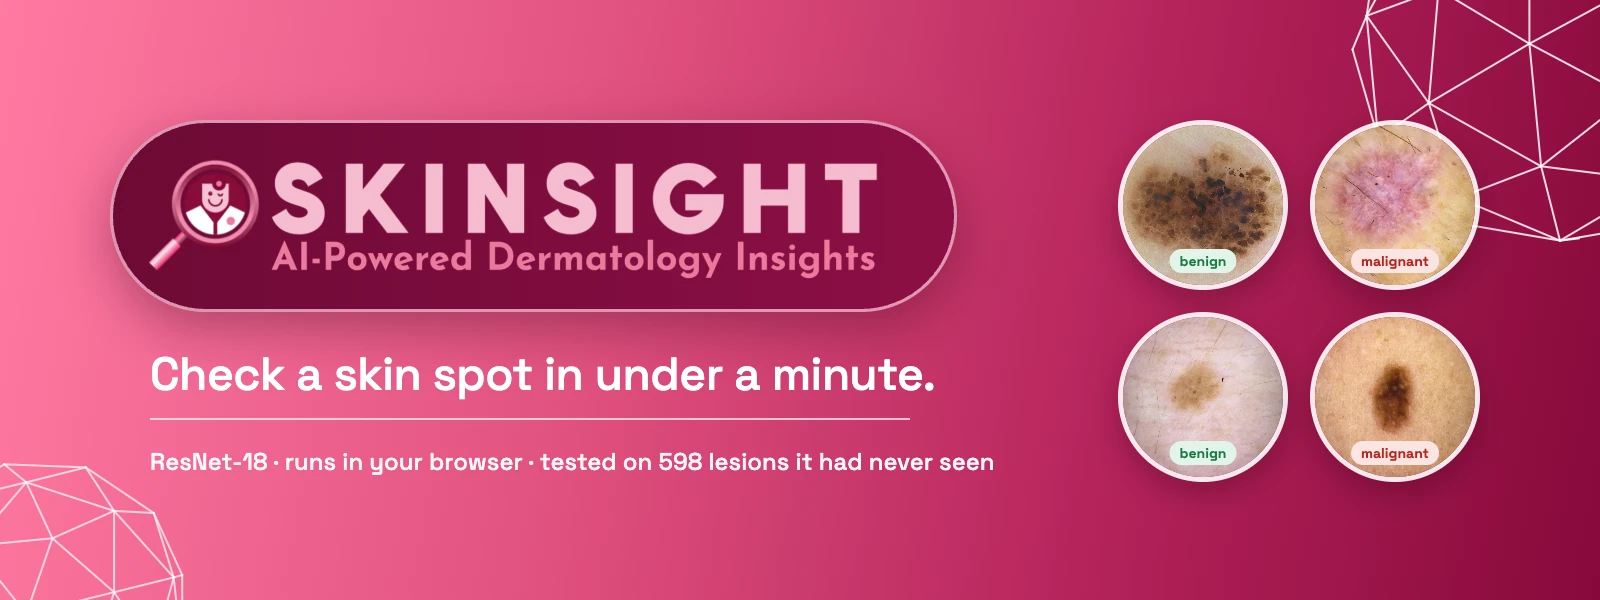 SKINSIGHT
AI-Powered Dermatology Insights
Check a skin spot in under a minute.
ResNet-18 · runs in your browser · tested on 598 lesions it had never seen
benign
malignant
benign
malignant